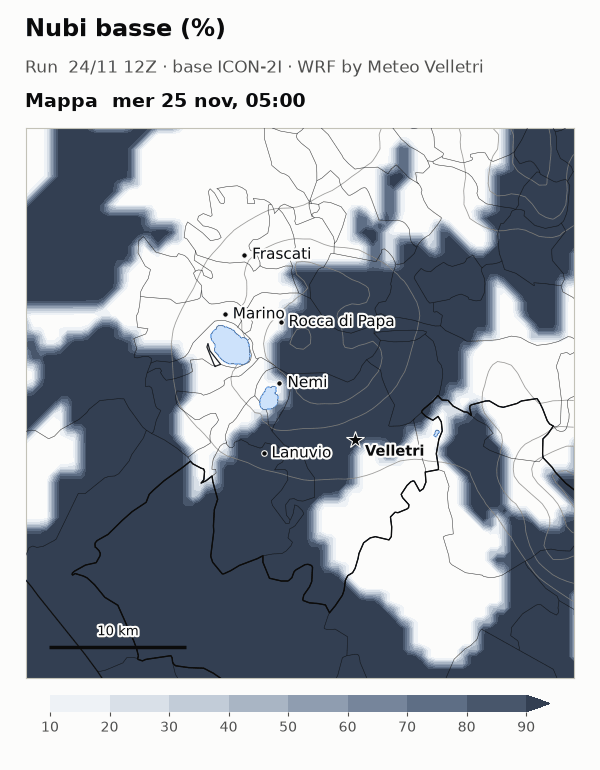 Nubi basse (%)
Run  24/11 12Z · base ICON-2I · WRF by Meteo Velletri
Mappa  mer 25 nov, 05:00
Frascati
Marino
Rocca di Papa
Nemi
Velletri
Lanuvio
10 km
10 20 30 40 50 60 70 80 90